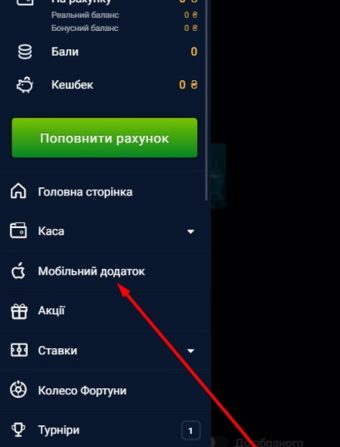 На рахунку 0 ₴
Реальний баланс 0 ₴
Бонусний баланс 0 ₴
Бали 0
Кешбек 0 ₴
Поповнити рахунок
Головна сторінка
Каса
Мобільний додаток
Акції
Ставки
Колесо Фортуни
Турніри 1
До обраного